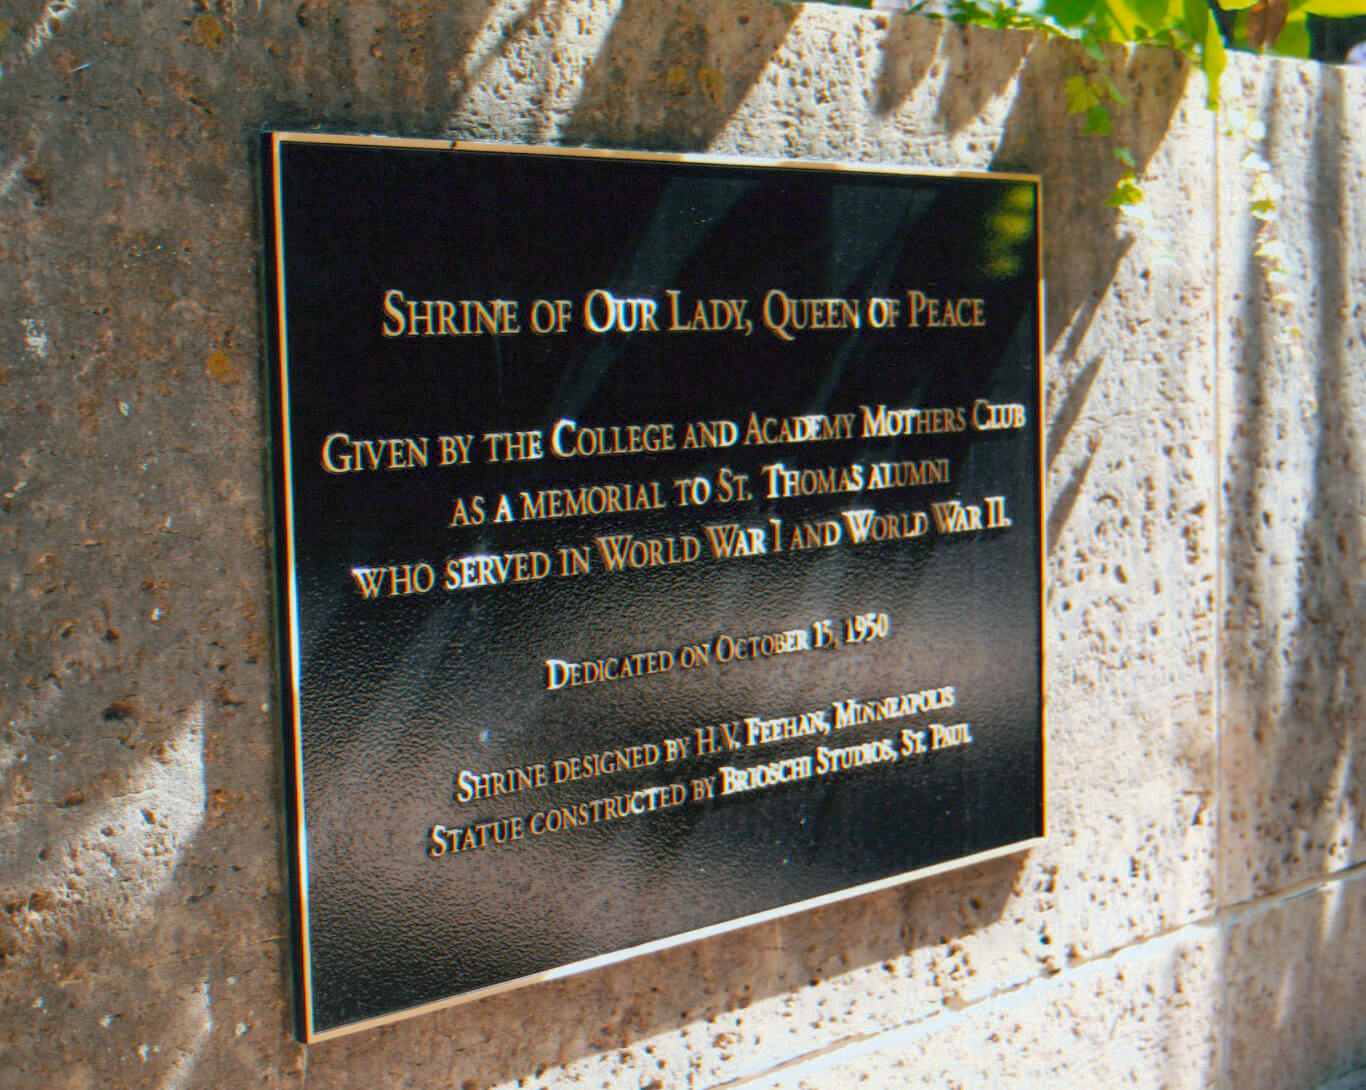 Shrine of Our Lady, Queen of Peace
Given by the College and Academy Mothers Club
as a memorial to St. Thomas alumni
who served in World War I and World War II.
Dedicated on October 15, 1950
Shrine designed by H.V. Feehan, Minneapolis
Statue constructed by Brioschi Studios, St. Paul